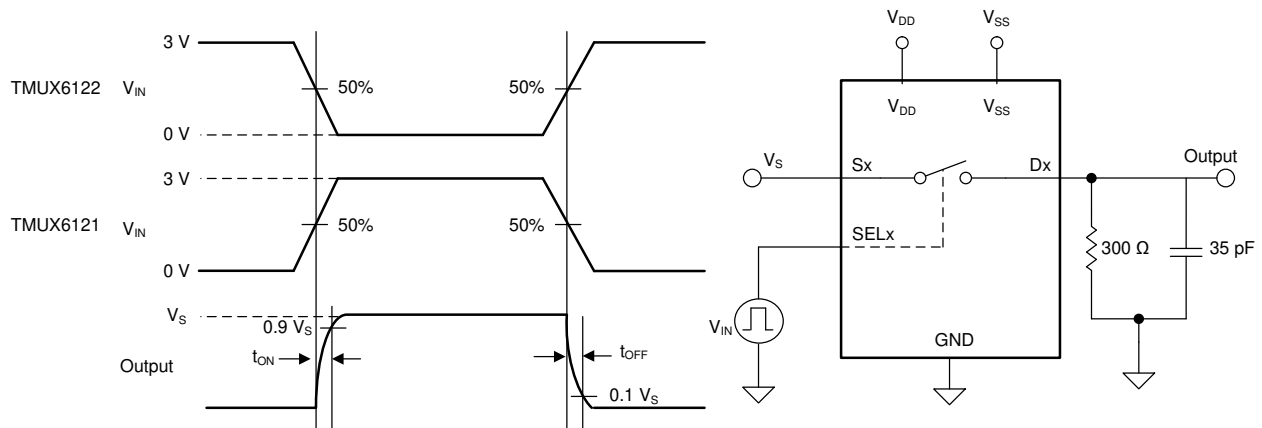 3 V
TMUX6122 V_IN 50% 50%
0 V
3 V
TMUX6121 V_IN 50% 50%
0 V
V_S
0.9 V_S
t_ON t_OFF
Output
0.1 V_S
V_DD V_SS
V_DD V_SS
V_S Sx Dx Output
SELx
300 Ω 35 pF
V_IN
GND